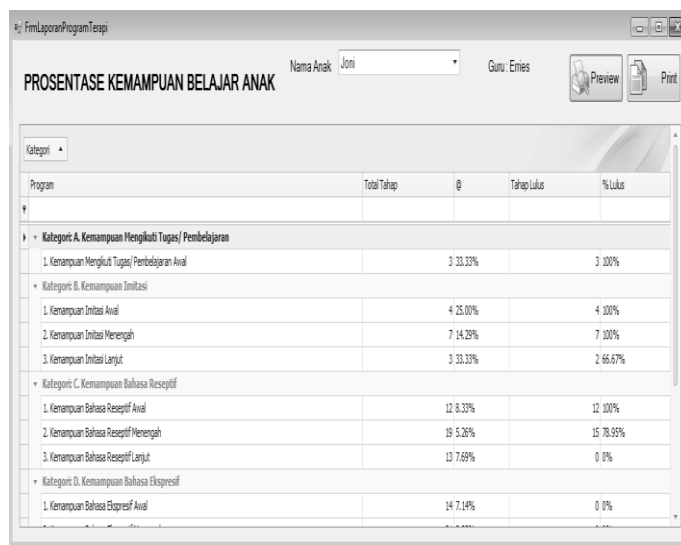 FrmLaporanProgramTerapi
PROSENTASE KEMAMPUAN BELAJAR ANAK
Nama Anak Joni
Guru : Erries
Preview
Print
Kategori
Program Total Tahap @ Tahap Lulus % Lulus
Kategori: A. Kemampuan Mengikuti Tugas/ Pembelajaran
1. Kemampuan Mengikuti Tugas/ Pembelajaran Awal 3 33.33% 3 100%
Kategori: B. Kemampuan Imitasi
1. Kemampuan Imitasi Awal 4 25.00% 4 100%
2. Kemampuan Imitasi Menengah 7 14.29% 7 100%
3. Kemampuan Imitasi Lanjut 3 33.33% 2 66.67%
Kategori: C. Kemampuan Bahasa Reseptif
1. Kemampuan Bahasa Reseptif Awal 12 8.33% 12 100%
2. Kemampuan Bahasa Reseptif Menengah 19 5.26% 15 78.95%
3. Kemampuan Bahasa Reseptif Lanjut 13 7.69% 0 0%
Kategori: D. Kemampuan Bahasa Ekspresif
1. Kemampuan Bahasa Ekspresif Awal 14 7.14% 0 0%